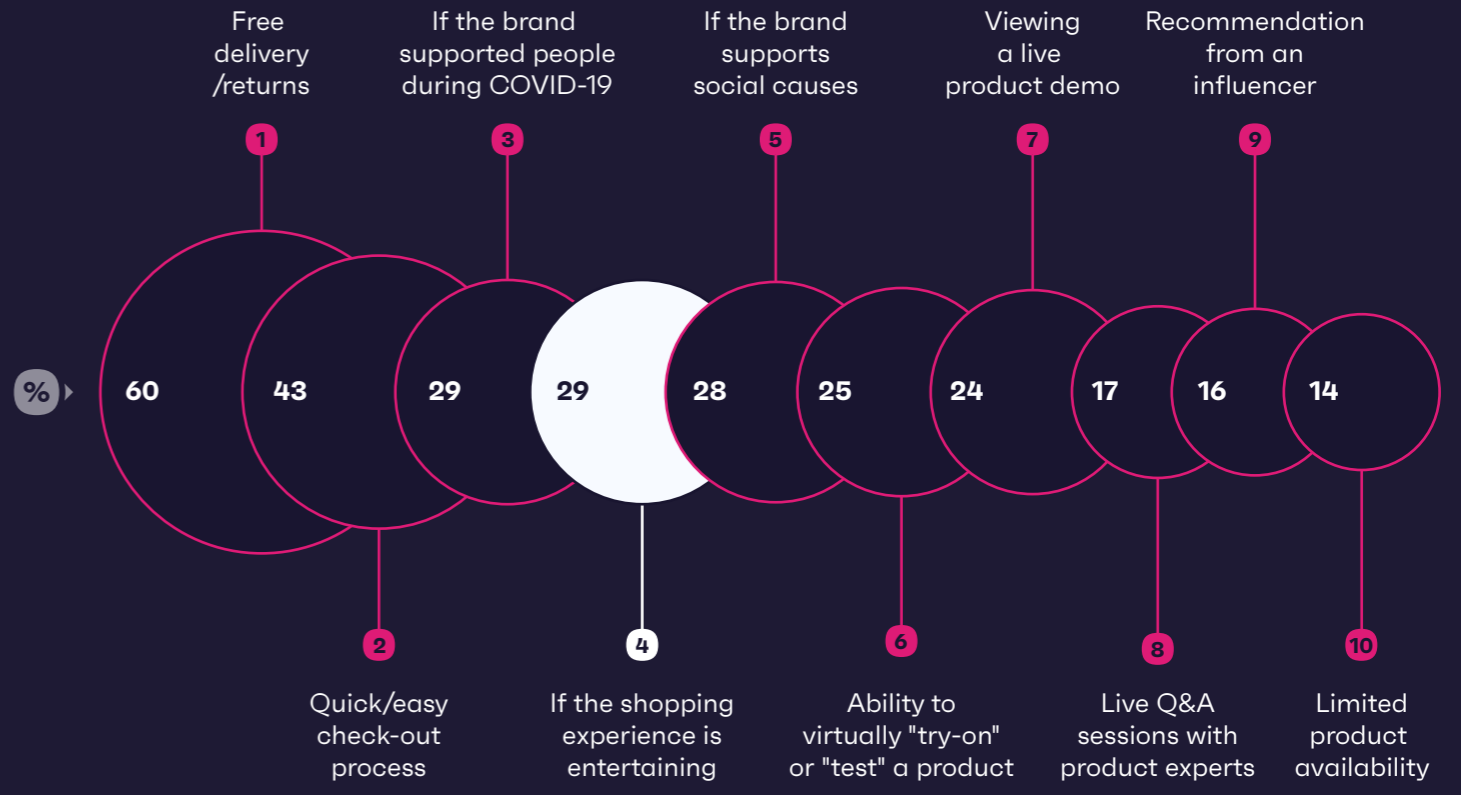 Free
delivery
/returns
If the brand
supported people
during COVID-19
If the brand
supports
social causes
Viewing
a live
product demo
Recommendation
from an
influencer
1
3
5
7
9
%
60
43
29
29
28
25
24
17
16
14
2
4
6
8
10
Quick/easy
check-out
process
If the shopping
experience is
entertaining
Ability to
virtually "try-on"
or "test" a product
Live Q&A
sessions with
product experts
Limited
product
availability